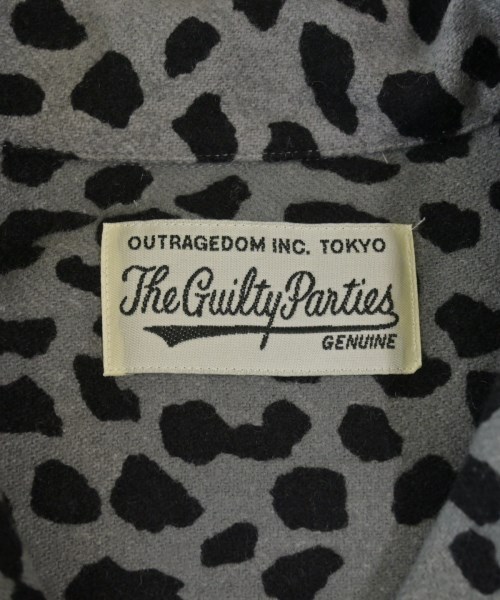 OUTRAGEDOM INC. TOKYO
The Guilty Parties
GENUINE